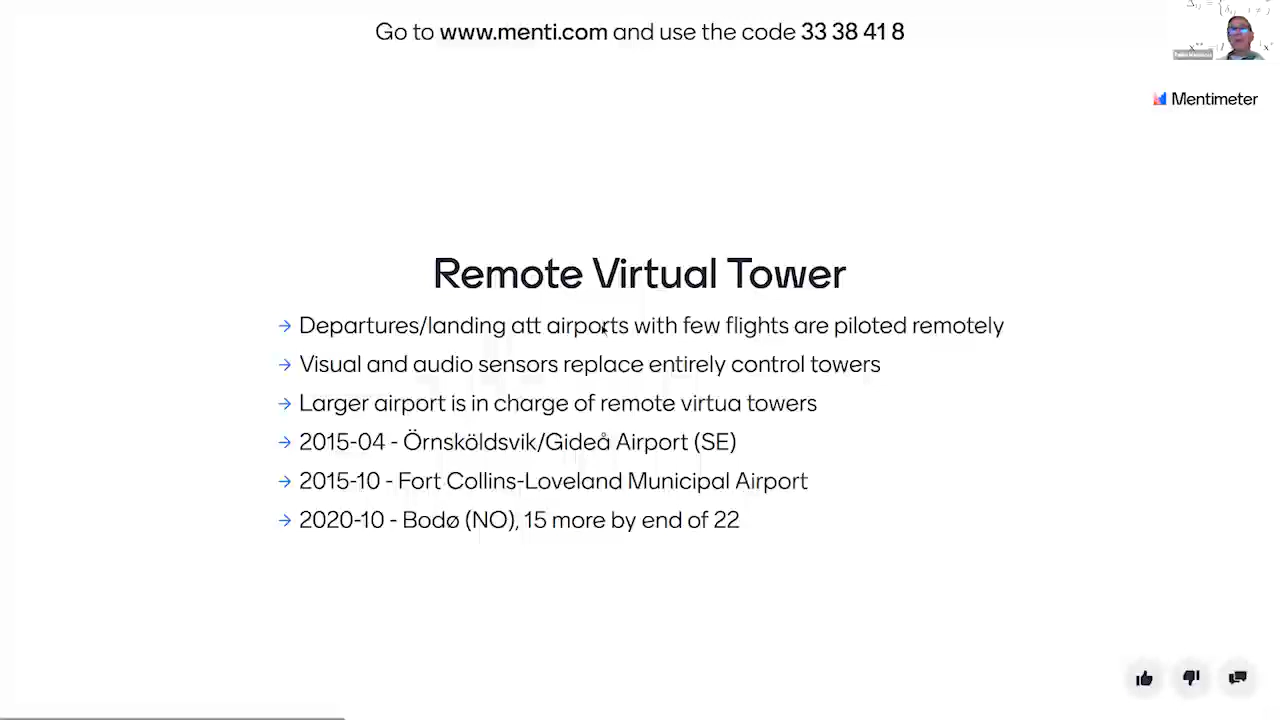 Go to www.menti.com and use the code 33 38 41 8
Mentimeter
Remote Virtual Tower
→ Departures/landing att airports with few flights are piloted remotely
→ Visual and audio sensors replace entirely control towers
→ Larger airport is in charge of remote virtua towers
→ 2015-04 - Örnsköldsvik/Gideå Airport (SE)
→ 2015-10 - Fort Collins-Loveland Municipal Airport
→ 2020-10 - Bodø (NO), 15 more by end of 22